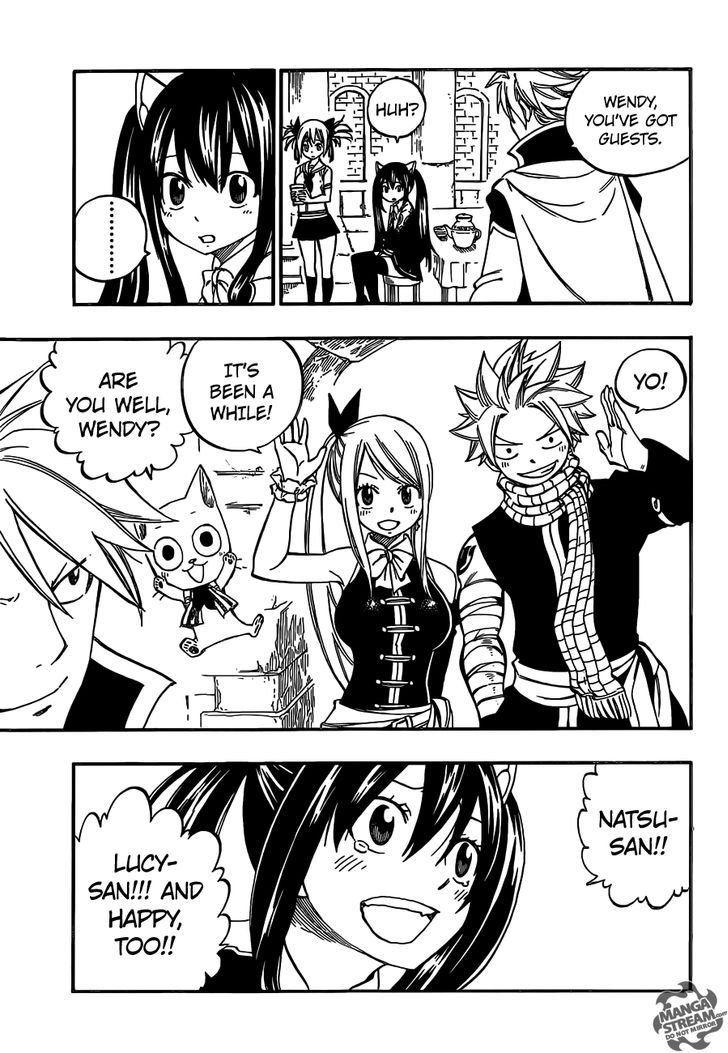 WENDY,
YOU'VE GOT
GUESTS.
HUH?
.........
YO!
IT'S
BEEN A
WHILE!
ARE
YOU WELL,
WENDY?
NATSU-
SAN!!
LUCY-
SAN!!! AND
HAPPY,
TOO!!
MANGA
STREAM.com
DO NOT MIRROR